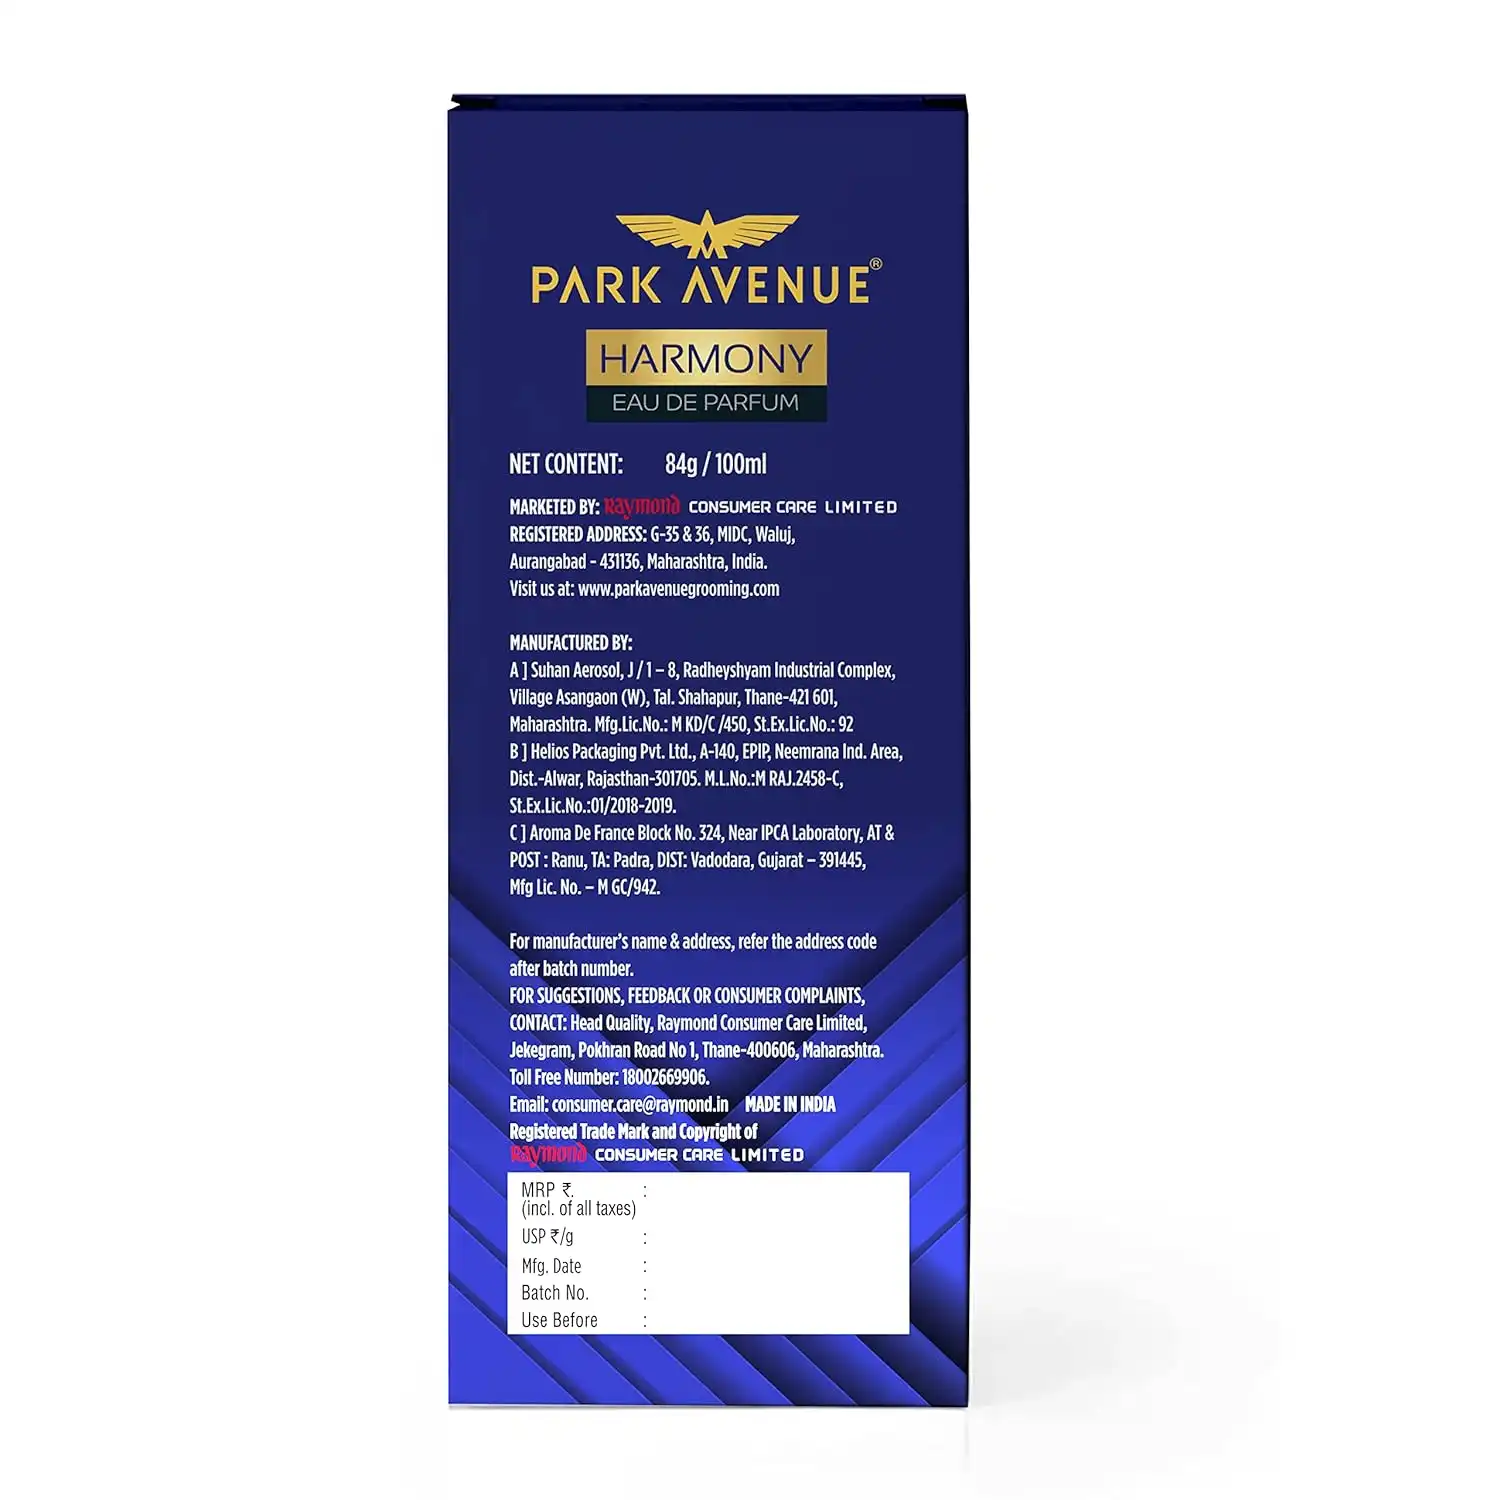 PARK AVENUE®
HARMONY
EAU DE PARFUM
NET CONTENT: 84g / 100ml
MARKETED BY: Raymond CONSUMER CARE LIMITED
REGISTERED ADDRESS: G-35 & 36, MIDC, Waluj,
Aurangabad - 431136, Maharashtra, India.
Visit us at: www.parkavenuegrooming.com
MANUFACTURED BY:
A ] Suhan Aerosol, J / 1 – 8, Radheyshyam Industrial Complex,
Village Asangaon (W), Tal. Shahapur, Thane-421 601,
Maharashtra. Mfg.Lic.No.: M KD/C /450, St.Ex.Lic.No.: 92
B ] Helios Packaging Pvt. Ltd., A-140, EPIP, Neemrana Ind. Area,
Dist.-Alwar, Rajasthan-301705. M.L.No.:M RAJ.2458-C,
St.Ex.Lic.No.:01/2018-2019.
C ] Aroma De France Block No. 324, Near IPCA Laboratory, AT &
POST : Ranu, TA: Padra, DIST: Vadodara, Gujarat – 391445,
Mfg Lic. No. – M GC/942.
For manufacturer's name & address, refer the address code
after batch number.
FOR SUGGESTIONS, FEEDBACK OR CONSUMER COMPLAINTS,
CONTACT: Head Quality, Raymond Consumer Care Limited,
Jekegram, Pokhran Road No 1, Thane-400606, Maharashtra.
Toll Free Number: 18002669906.
Email: consumer.care@raymond.in MADE IN INDIA
Registered Trade Mark and Copyright of
Raymond CONSUMER CARE LIMITED
MRP ₹. :
(incl. of all taxes)
USP ₹/g :
Mfg. Date :
Batch No. :
Use Before :